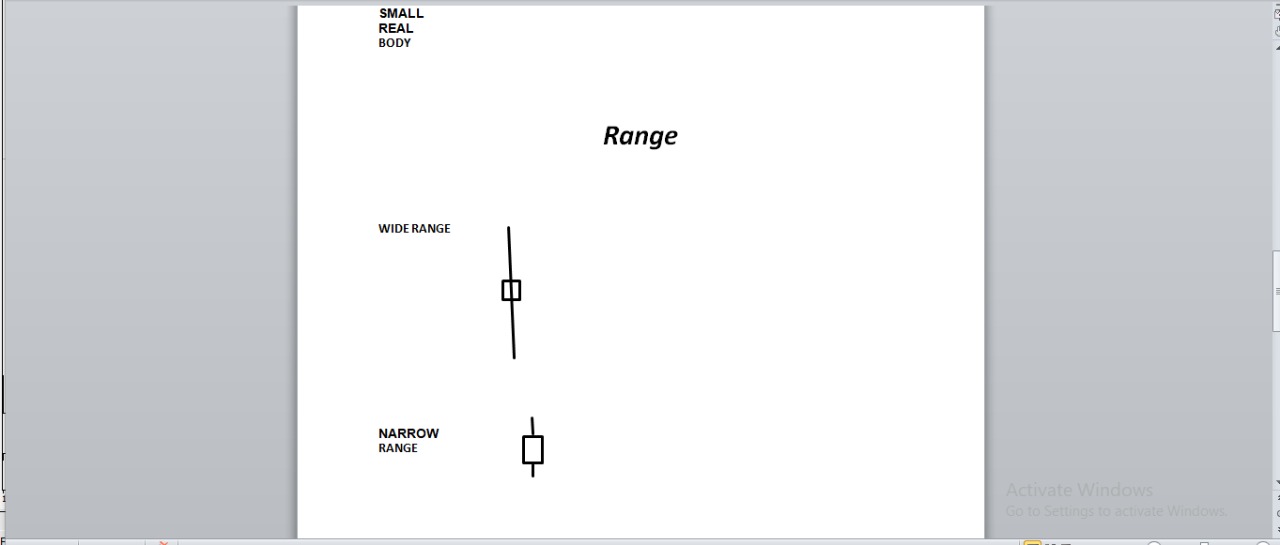 SMALL
REAL
BODY
Range
WIDE RANGE
NARROW
RANGE
Activate Windows
Go to Settings to activate Windows.